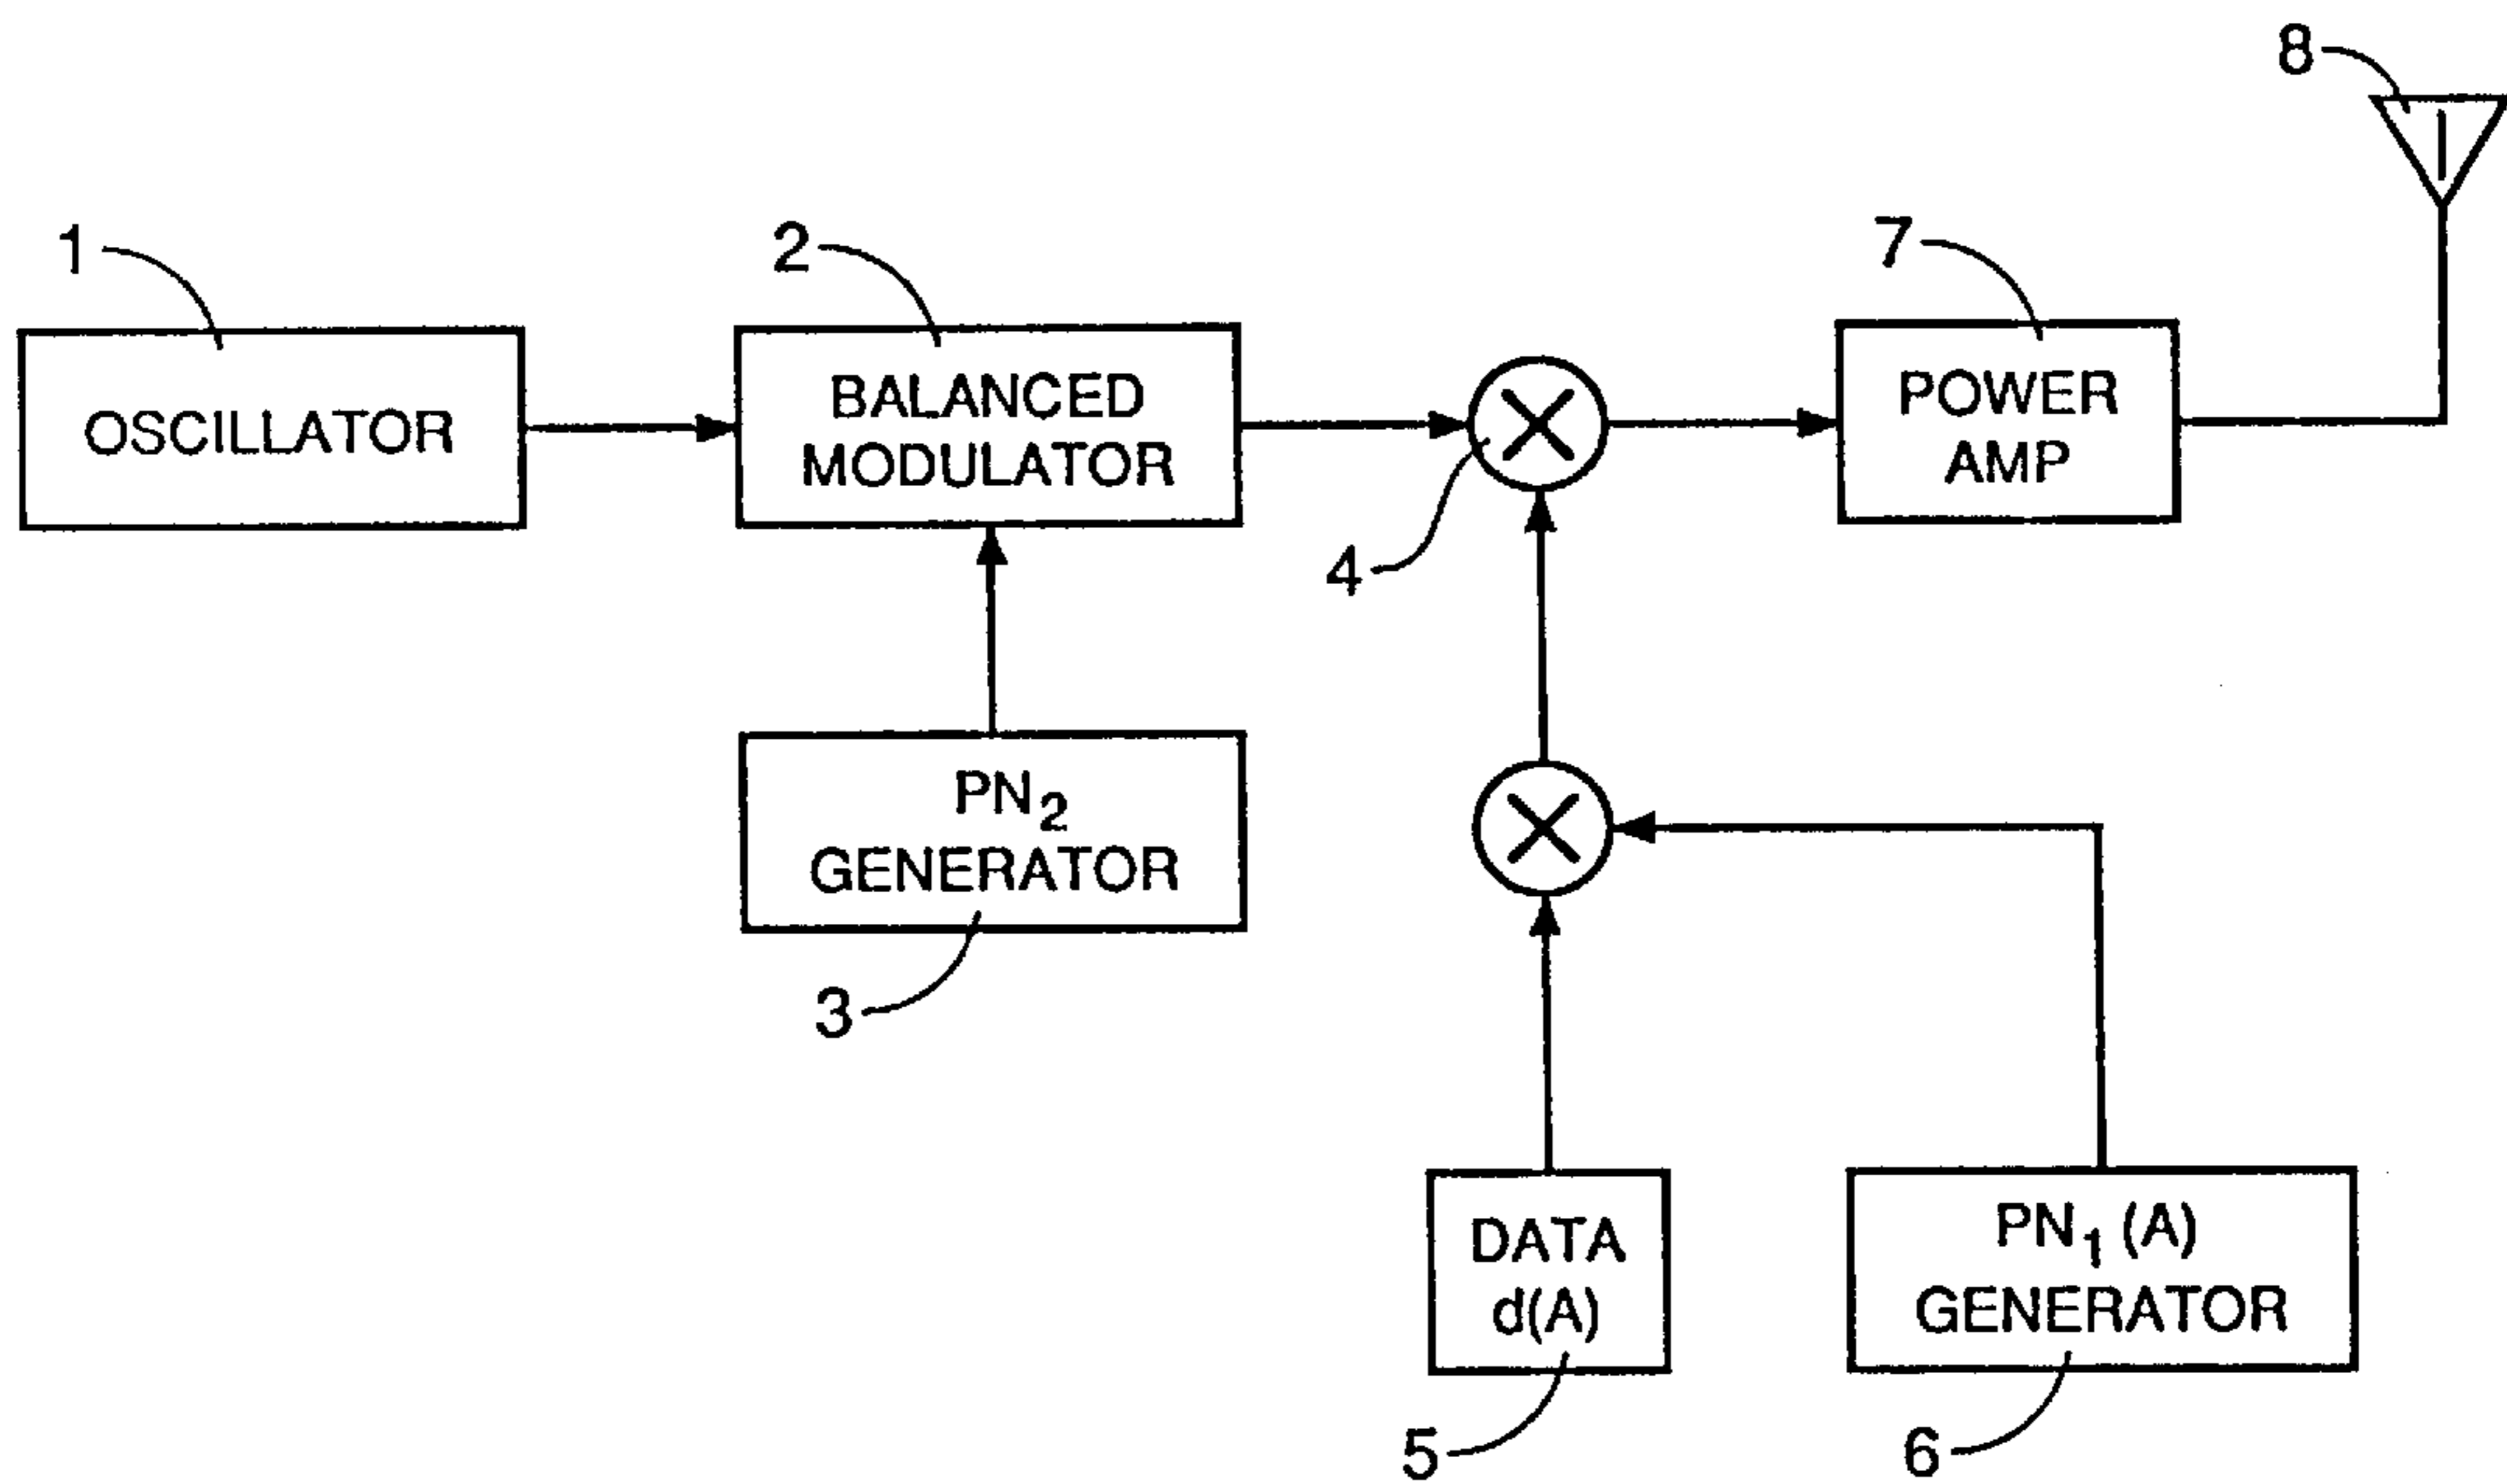 8
1
2
7
OSCILLATOR
BALANCED
MODULATOR
POWER
AMP
4
PN2
GENERATOR
3
DATA
d(A)
PN1 (A)
GENERATOR
5
6